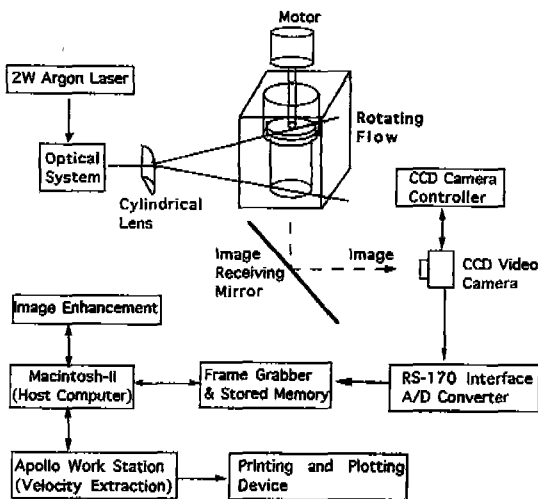 Motor
2W Argon Laser
Rotating
Flow
Optical
System
Cylindrical
Lens
CCD Camera
Controller
Image
Receiving
Mirror
Image
CCD Video
Camera
Image Enhancement
Macintosh-II
(Host Computer)
Frame Grabber
& Stored Memory
RS-170 Interface
A/D Converter
Apollo Work Station
(Velocity Extraction)
Printing and Plotting
Device